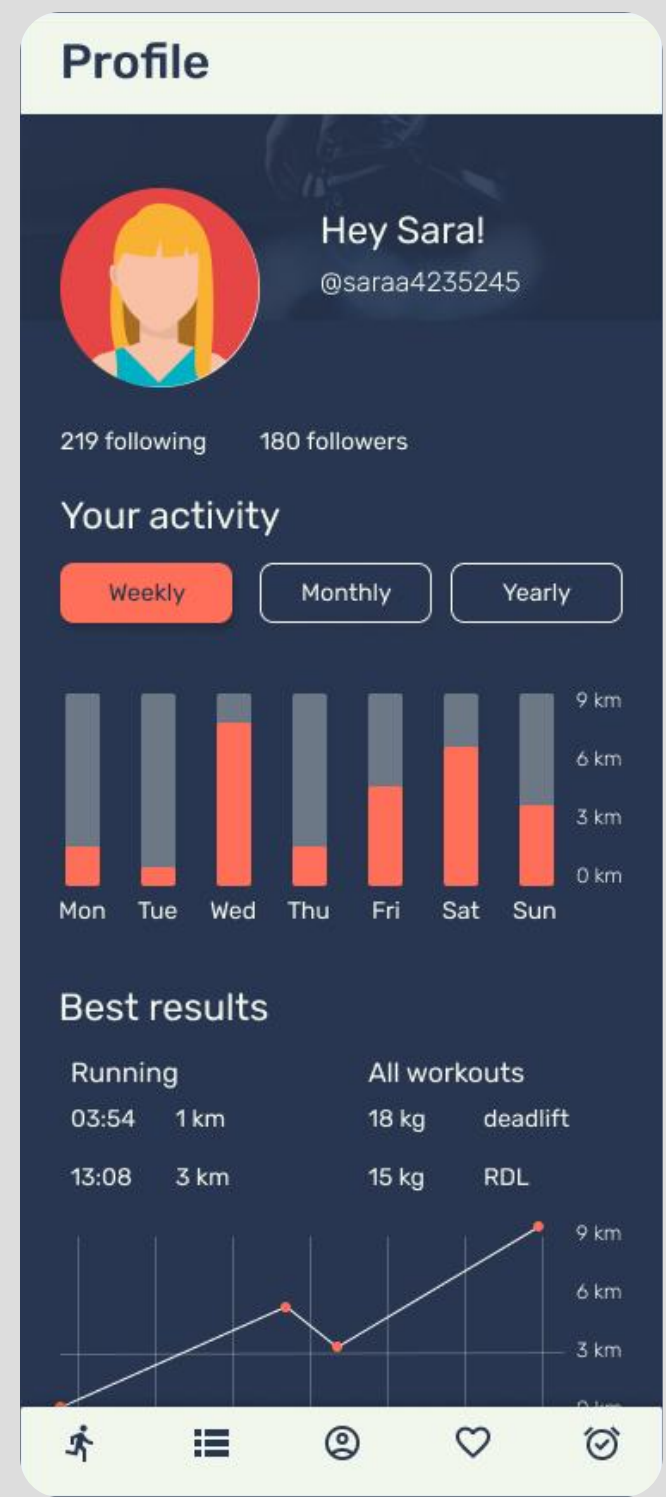 Profile
Hey Sara!
@saraa4235245
219 following 180 followers
Your activity
Weekly Monthly Yearly
9 km
6 km
3 km
0 km
Mon Tue Wed Thu Fri Sat Sun
Best results
Running All workouts
03:54 1 km 18 kg deadlift
13:08 3 km 15 kg RDL
9 km
6 km
3 km